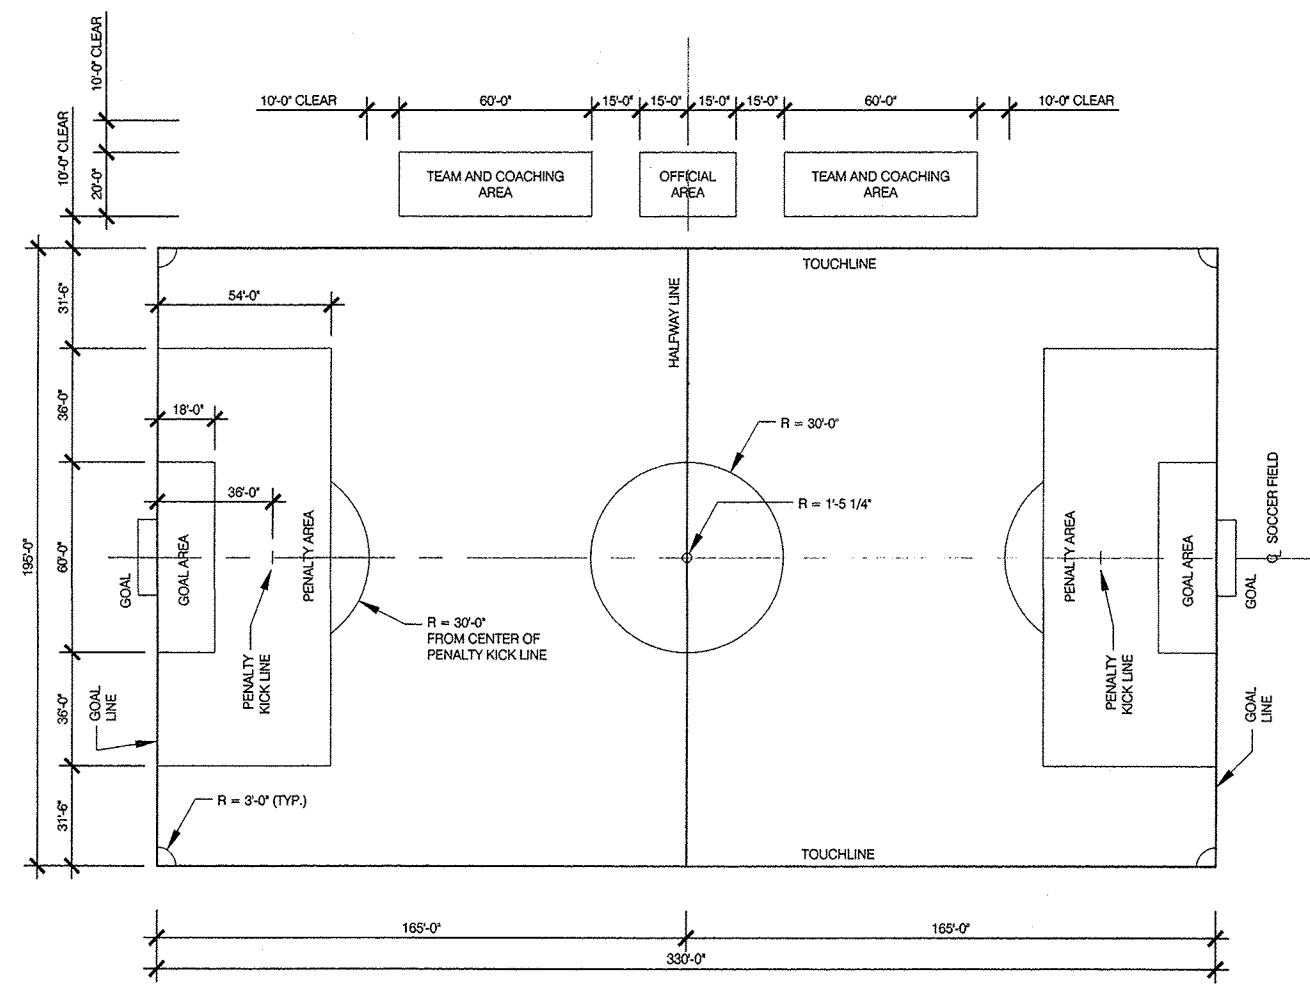 10'-0" CLEAR
10'-0" CLEAR
20'-0"
10'-0" CLEAR
60'-0"
15'-0"
15'-0"
15'-0"
15'-0"
60'-0"
10'-0" CLEAR
TEAM AND COACHING
AREA
OFFICIAL
AREA
TEAM AND COACHING
AREA
TOUCHLINE
31'-6"
54'-0"
HALFWAY LINE
36'-0"
18'-0"
R = 30'-0"
36'-0"
R = 1'-5 1/4"
195'-0"
60'-0"
GOAL
GOAL AREA
PENALTY AREA
PENALTY AREA
GOAL AREA
GOAL
℄ SOCCER FIELD
R = 30'-0"
FROM CENTER OF
PENALTY KICK LINE
PENALTY
KICK LINE
PENALTY
KICK LINE
36'-0"
GOAL
LINE
GOAL
LINE
31'-6"
R = 3'-0" (TYP.)
TOUCHLINE
165'-0"
165'-0"
330'-0"